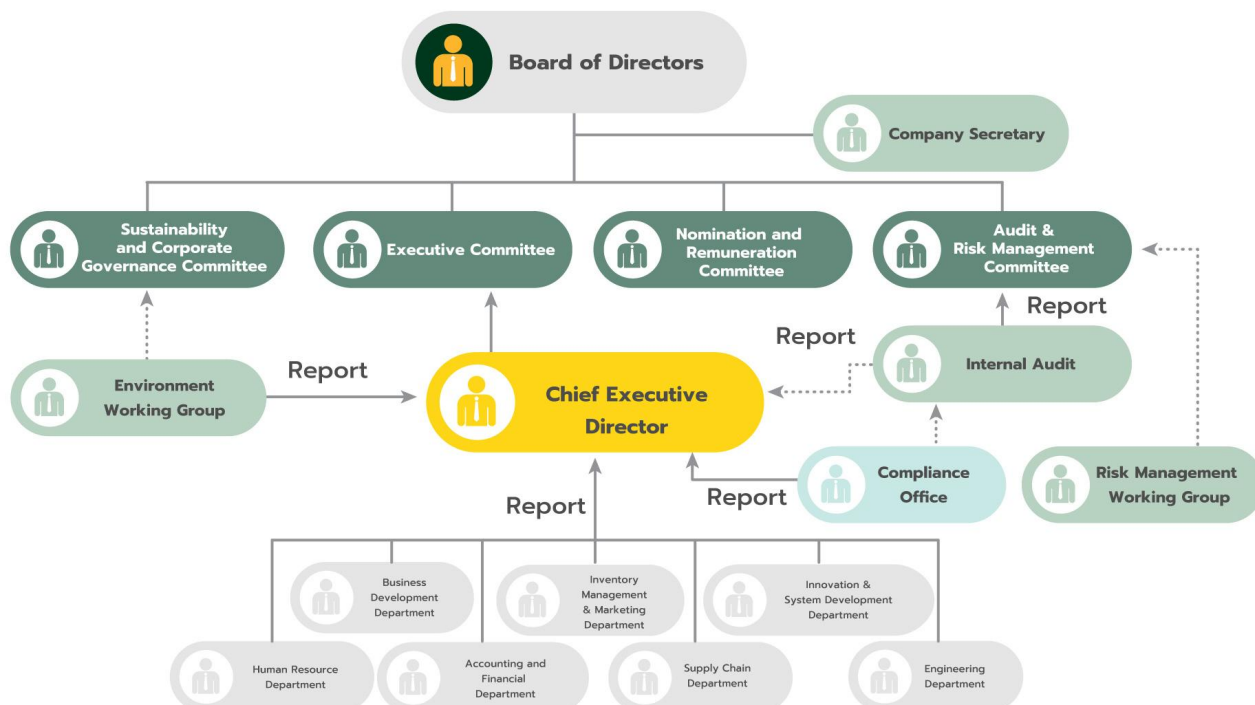 Board of Directors
Company Secretary
Sustainability
and Corporate
Governance Committee
Executive Committee
Nomination and
Remuneration
Committee
Audit &
Risk Management
Committee
Report
Report
Report
Environment
Working Group
Chief Executive
Director
Internal Audit
Compliance
Office
Risk Management
Working Group
Report
Report
Business
Development
Department
Inventory
Management
& Marketing
Department
Innovation &
System Development
Department
Human Resource
Department
Accounting and
Financial
Department
Supply Chain
Department
Engineering
Department